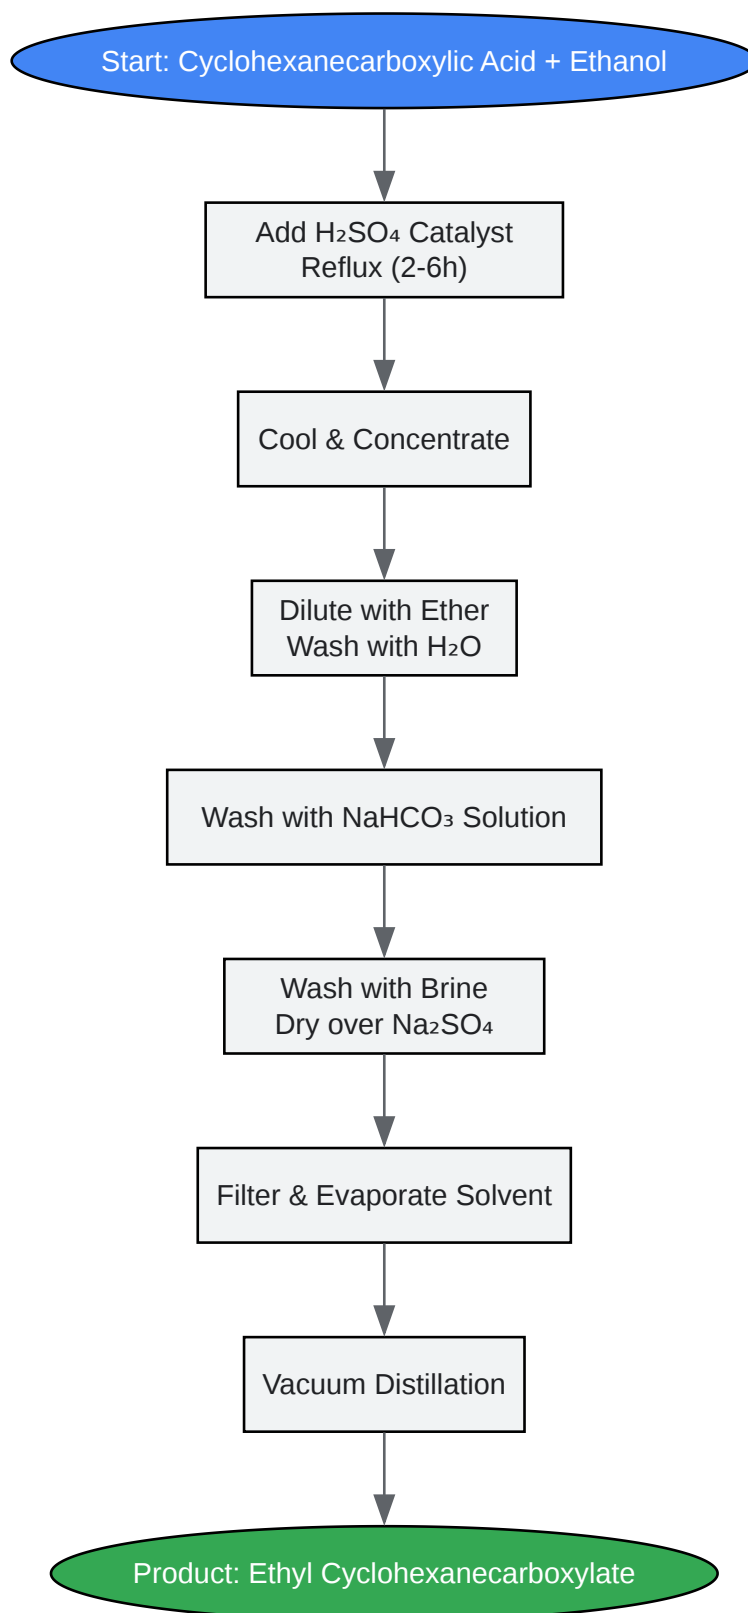 Start: Cyclohexanecarboxylic Acid + Ethanol
Add H₂SO₄ Catalyst
Reflux (2-6h)
Cool & Concentrate
Dilute with Ether
Wash with H₂O
Wash with NaHCO₃ Solution
Wash with Brine
Dry over Na₂SO₄
Filter & Evaporate Solvent
Vacuum Distillation
Product: Ethyl Cyclohexanecarboxylate